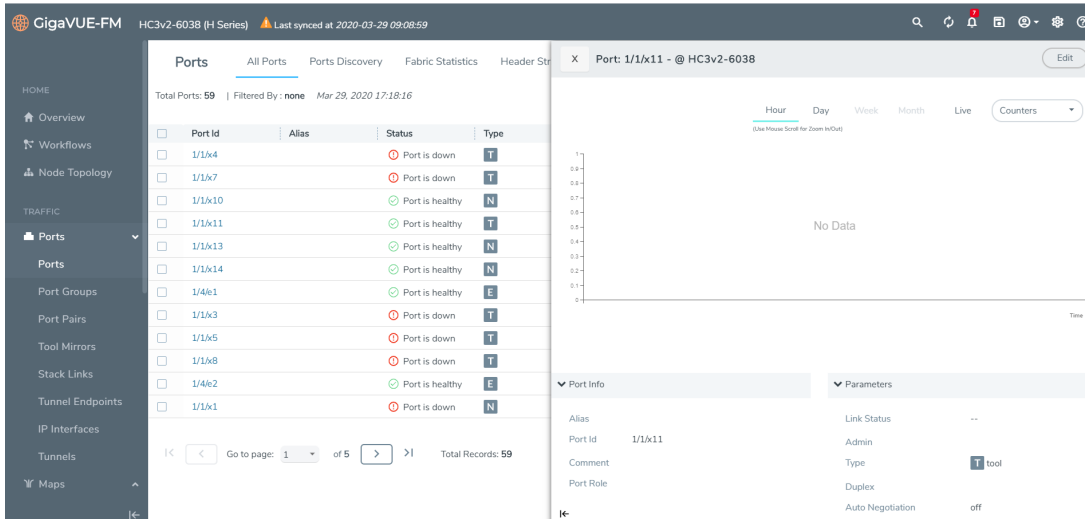 GigaVUE-FM HC3v2-6038 (H Series) Last synced at 2020-03-29 09:08:59 7
HOME
Overview
Workflows
Node Topology
TRAFFIC
Ports
Ports
Port Groups
Port Pairs
Tool Mirrors
Stack Links
Tunnel Endpoints
IP Interfaces
Tunnels
Maps
Ports All Ports Ports Discovery Fabric Statistics Header Str
Total Ports: 59 | Filtered By : none Mar 29, 2020 17:18:16
Port Id Alias Status Type
1/1/x4 Port is down T
1/1/x7 Port is down T
1/1/x10 Port is healthy N
1/1/x11 Port is healthy T
1/1/x13 Port is healthy N
1/1/x14 Port is healthy N
1/4/e1 Port is healthy E
1/1/x3 Port is down T
1/1/x5 Port is down T
1/1/x8 Port is down T
1/4/e2 Port is healthy E
1/1/x1 Port is down N
Go to page: 1 of 5 Total Records: 59
X Port: 1/1/x11 - @ HC3v2-6038 Edit
Hour Day Week Month Live Counters
(Use Mouse Scroll for Zoom In/Out)
1
0.9
0.8
0.7
0.6
0.5
0.4
0.3
0.2
0.1
0
No Data
Time
Port Info
Alias
Port Id 1/1/x11
Comment
Port Role
Parameters
Link Status --
Admin
Type T tool
Duplex
Auto Negotiation off